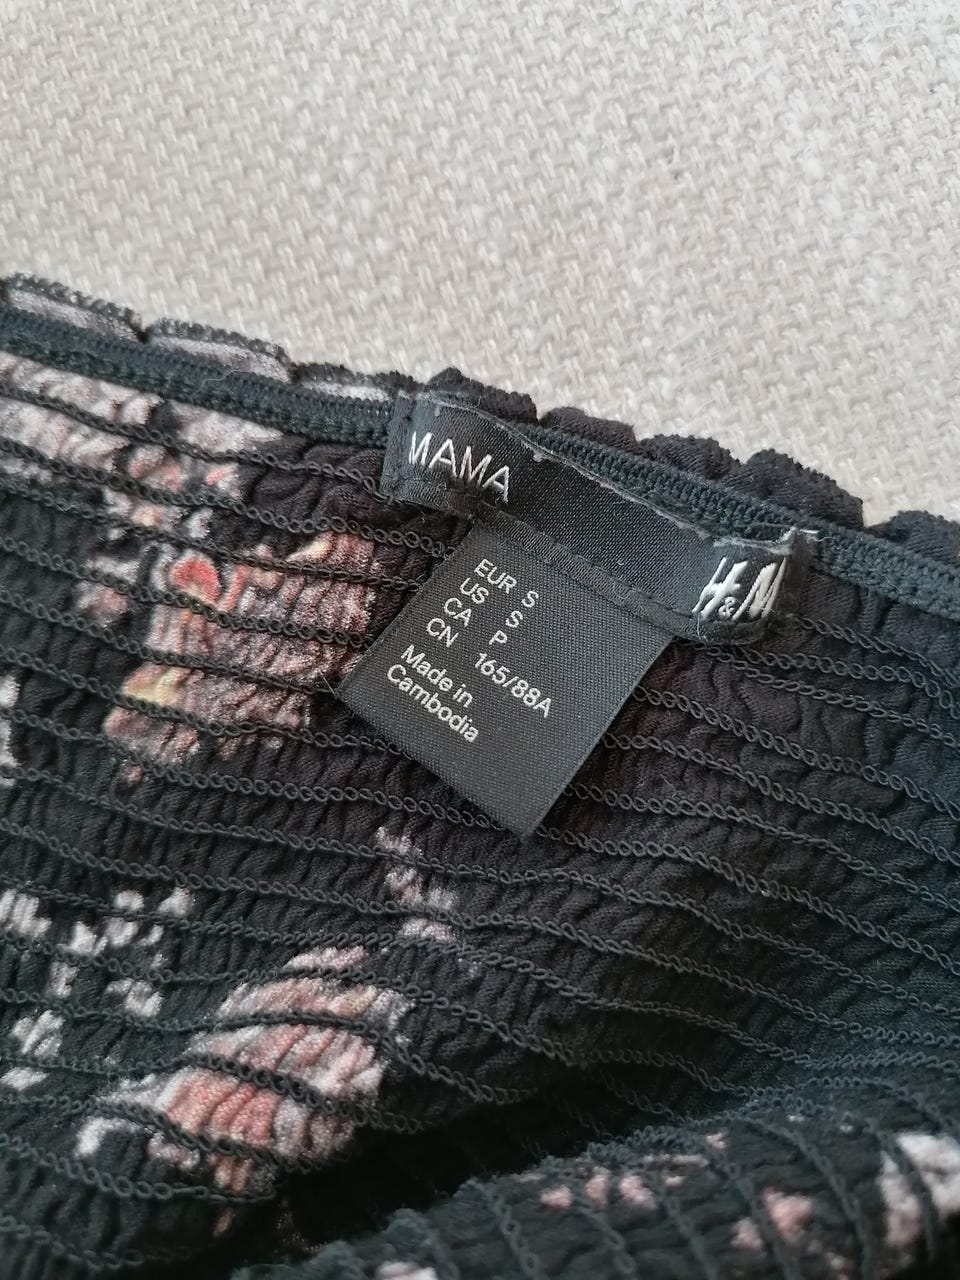 MAMA
H&M
EUR S
US S
CA P
CN 165/88A
Made in
Cambodia